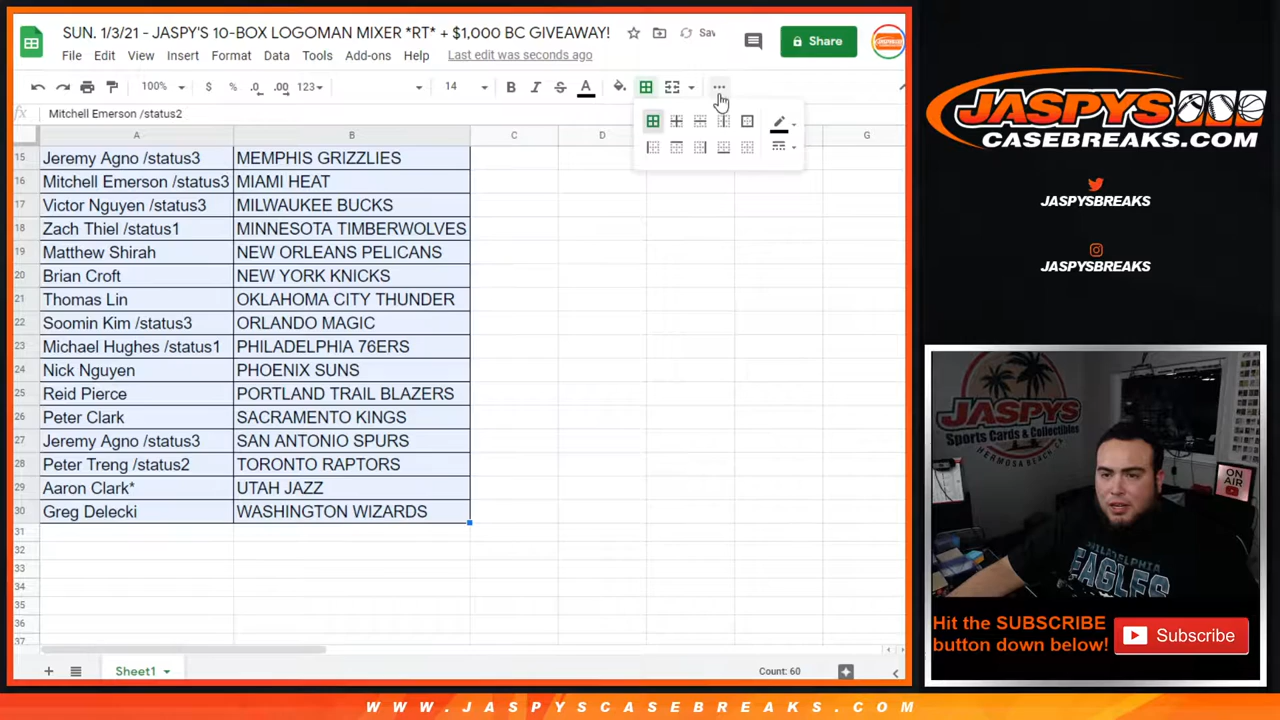 SUN. 1/3/21 - JASPY'S 10-BOX LOGOMAN MIXER *RT* + $1,000 BC GIVEAWAY!
Share
File Edit View Insert Format Data Tools Add-ons Help Last edit was seconds ago
100% $ % .0 .00 123 14 B I S A
fx Mitchell Emerson /status2
A B C D E F G
15 Jeremy Agno /status3 MEMPHIS GRIZZLIES
16 Mitchell Emerson /status3 MIAMI HEAT
17 Victor Nguyen /status3 MILWAUKEE BUCKS
18 Zach Thiel /status1 MINNESOTA TIMBERWOLVES
19 Matthew Shirah NEW ORLEANS PELICANS
20 Brian Croft NEW YORK KNICKS
21 Thomas Lin OKLAHOMA CITY THUNDER
22 Soomin Kim /status3 ORLANDO MAGIC
23 Michael Hughes /status1 PHILADELPHIA 76ERS
24 Nick Nguyen PHOENIX SUNS
25 Reid Pierce PORTLAND TRAIL BLAZERS
26 Peter Clark SACRAMENTO KINGS
27 Jeremy Agno /status3 SAN ANTONIO SPURS
28 Peter Treng /status2 TORONTO RAPTORS
29 Aaron Clark* UTAH JAZZ
30 Greg Delecki WASHINGTON WIZARDS
31
32
33
34
35
36
37
Sheet1
Count: 60
JASPYS
CASEBREAKS.COM
JASPYSBREAKS
JASPYSBREAKS
JASPYS
Sports Cards & Collectibles
HERMOSA BEACH CA
ON
AIR
PHILADELPHIA
EAGLES
Hit the SUBSCRIBE
button down below!
Subscribe
WWW.JASPYSCASEBREAKS.COM